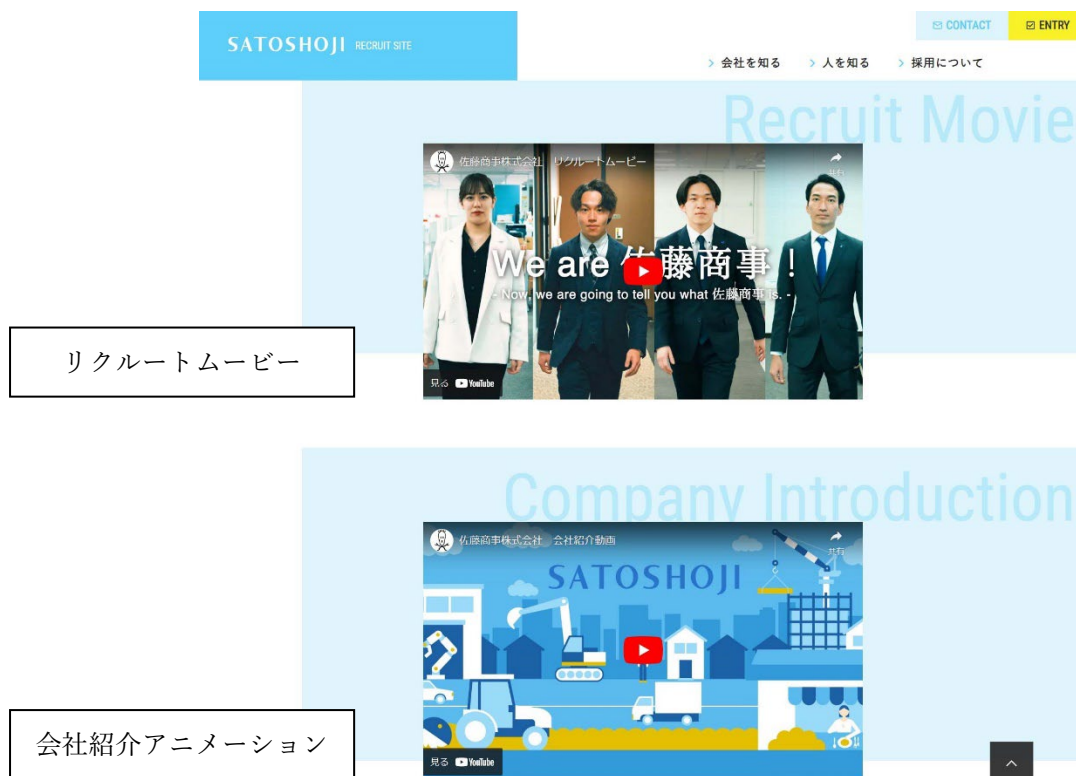 SATOSHOJI RECRUIT SITE
CONTACT
ENTRY
会社を知る
人を知る
採用について
Recruit Movie
佐藤商事株式会社 リクルートムービー
共有
We are 佐藤商事！
- Now, we are going to tell you what 佐藤商事 is. -
見る YouTube
リクルートムービー
Company Introduction
佐藤商事株式会社 会社紹介動画
共有
SATOSHOJI
見る YouTube
会社紹介アニメーション